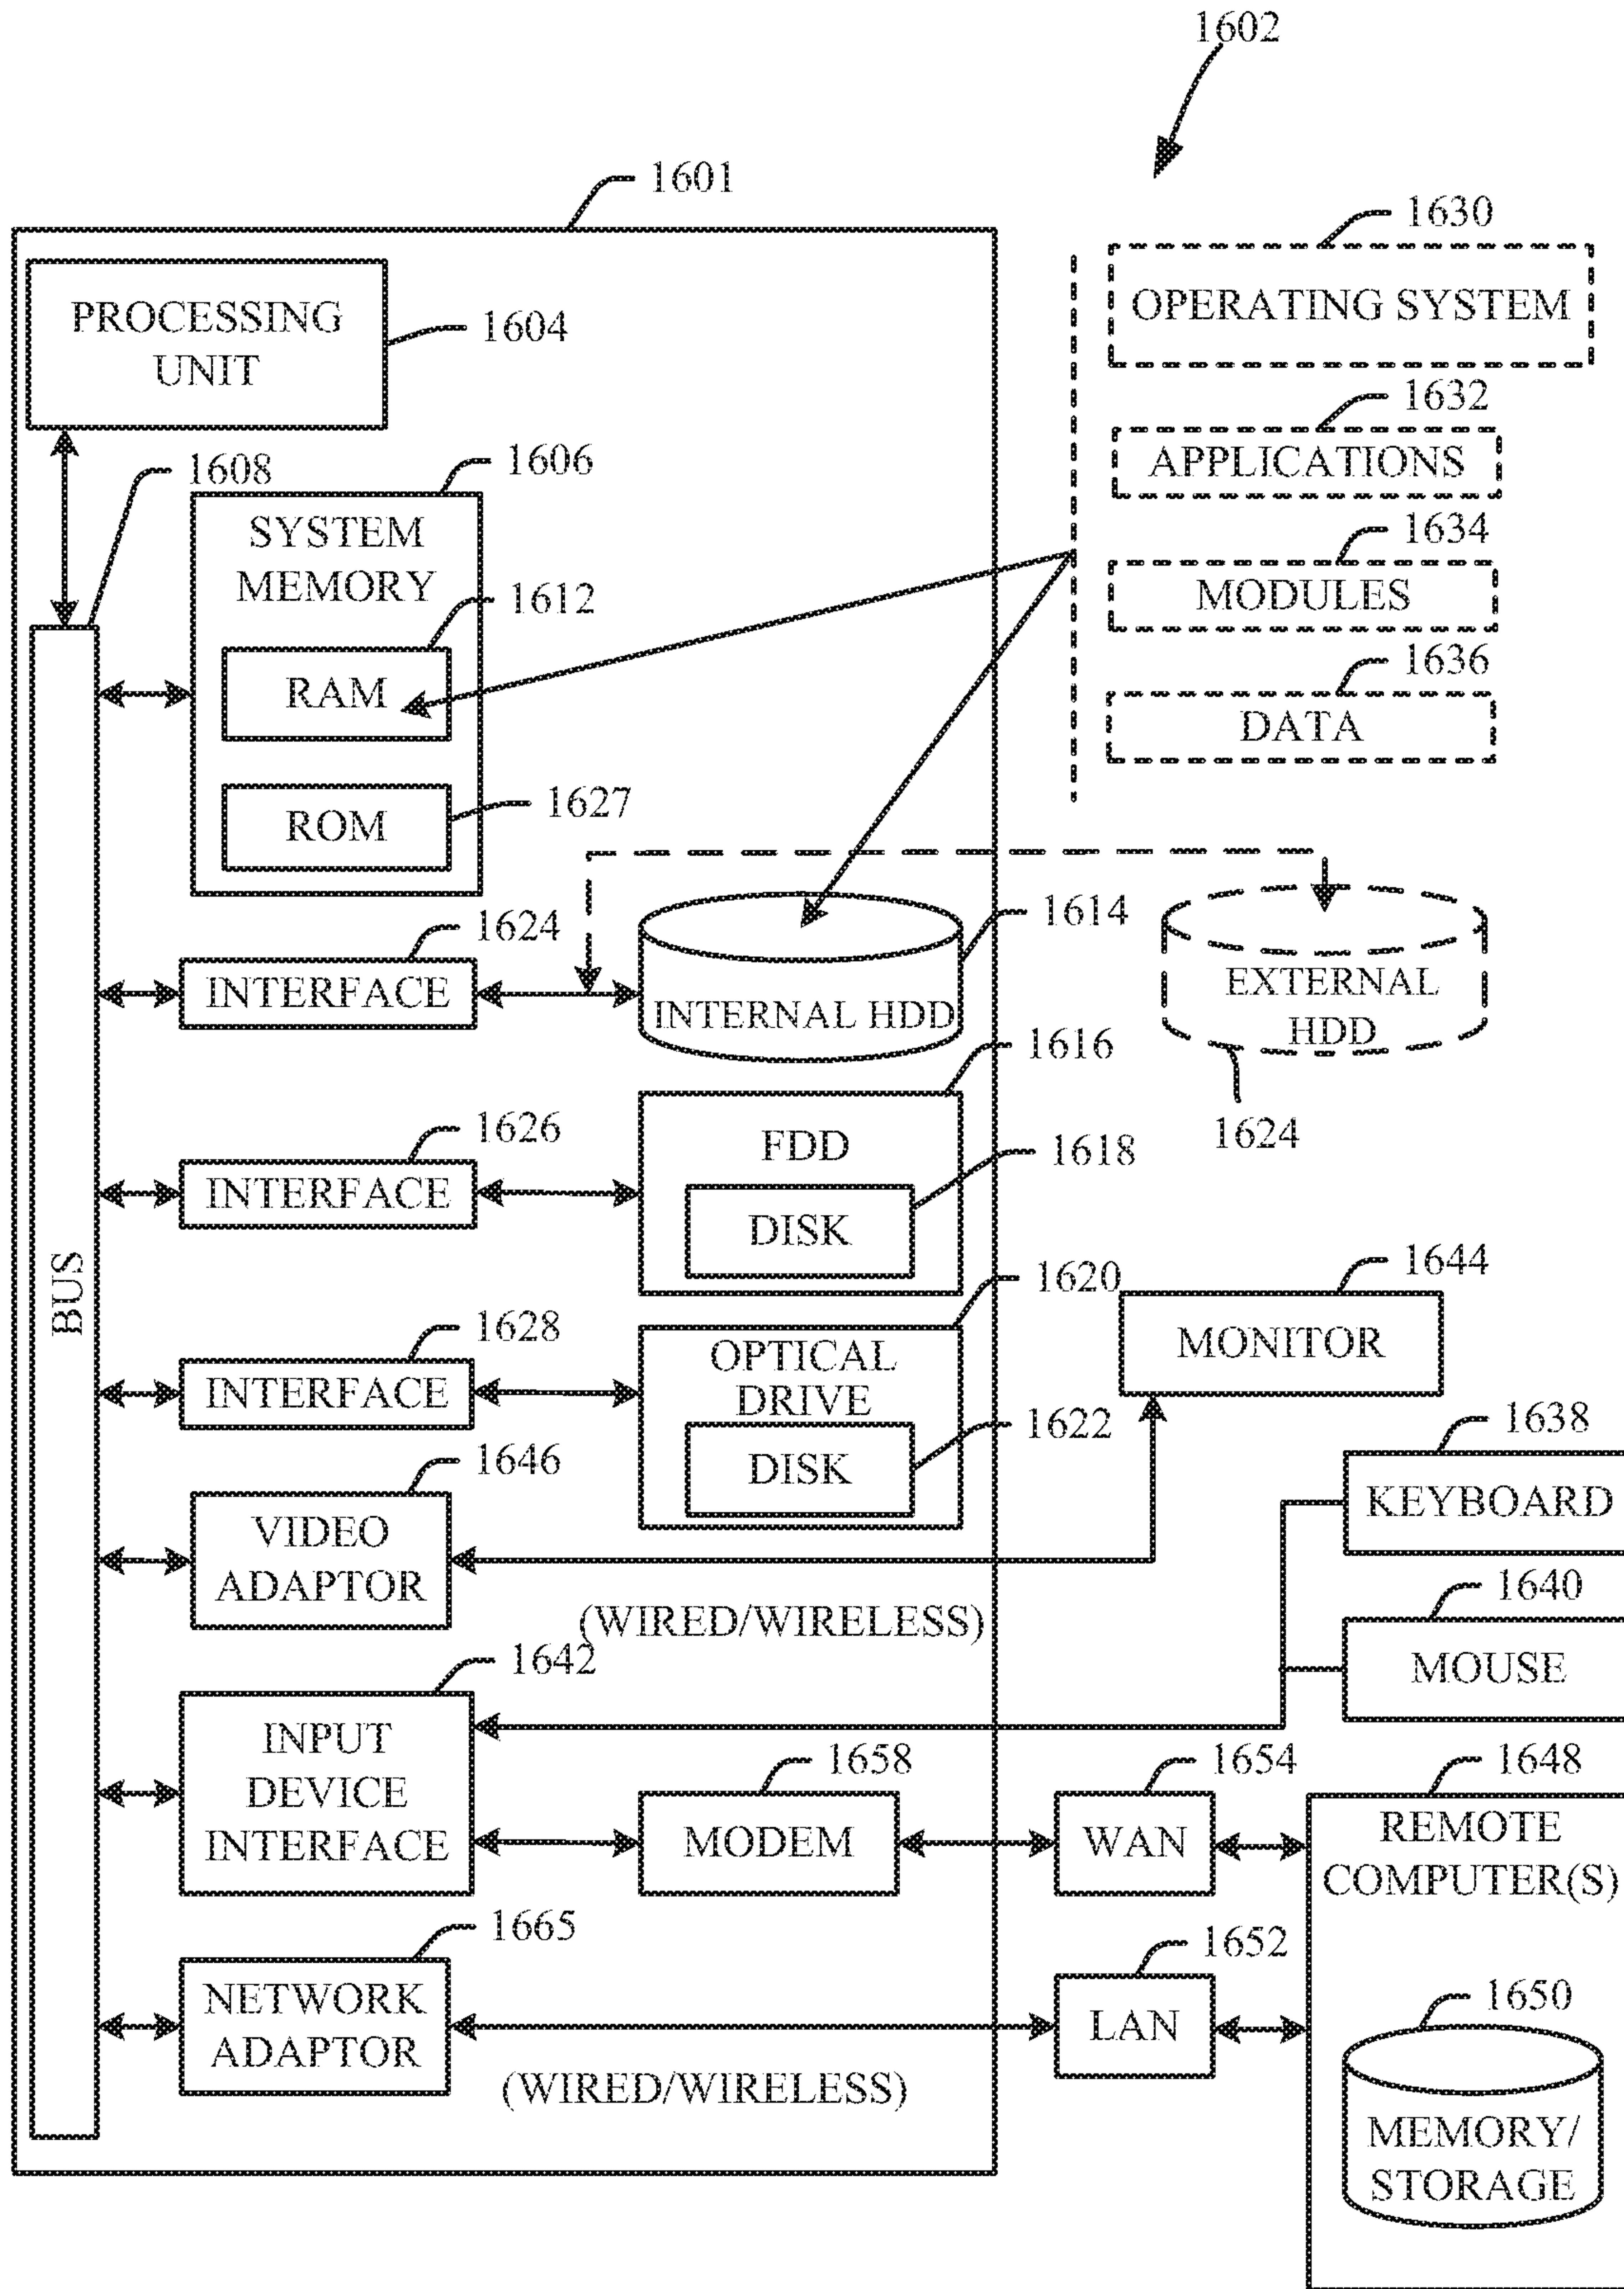 1602
1601
1630
OPERATING SYSTEM
PROCESSING
UNIT
1604
1632
APPLICATIONS
1608
1606
SYSTEM
MEMORY
1634
MODULES
1612
RAM
1636
DATA
1627
ROM
1624
INTERFACE
1614
INTERNAL HDD
EXTERNAL
HDD
1624
1616
FDD
1626
INTERFACE
1618
DISK
BUS
1620
1644
MONITOR
1628
INTERFACE
OPTICAL
DRIVE
1622
DISK
1638
KEYBOARD
1646
VIDEO
ADAPTOR
(WIRED/WIRELESS)
1640
MOUSE
1642
INPUT
DEVICE
INTERFACE
1658
MODEM
1654
WAN
1648
REMOTE
COMPUTER(S)
1665
NETWORK
ADAPTOR
(WIRED/WIRELESS)
1652
LAN
1650
MEMORY/
STORAGE